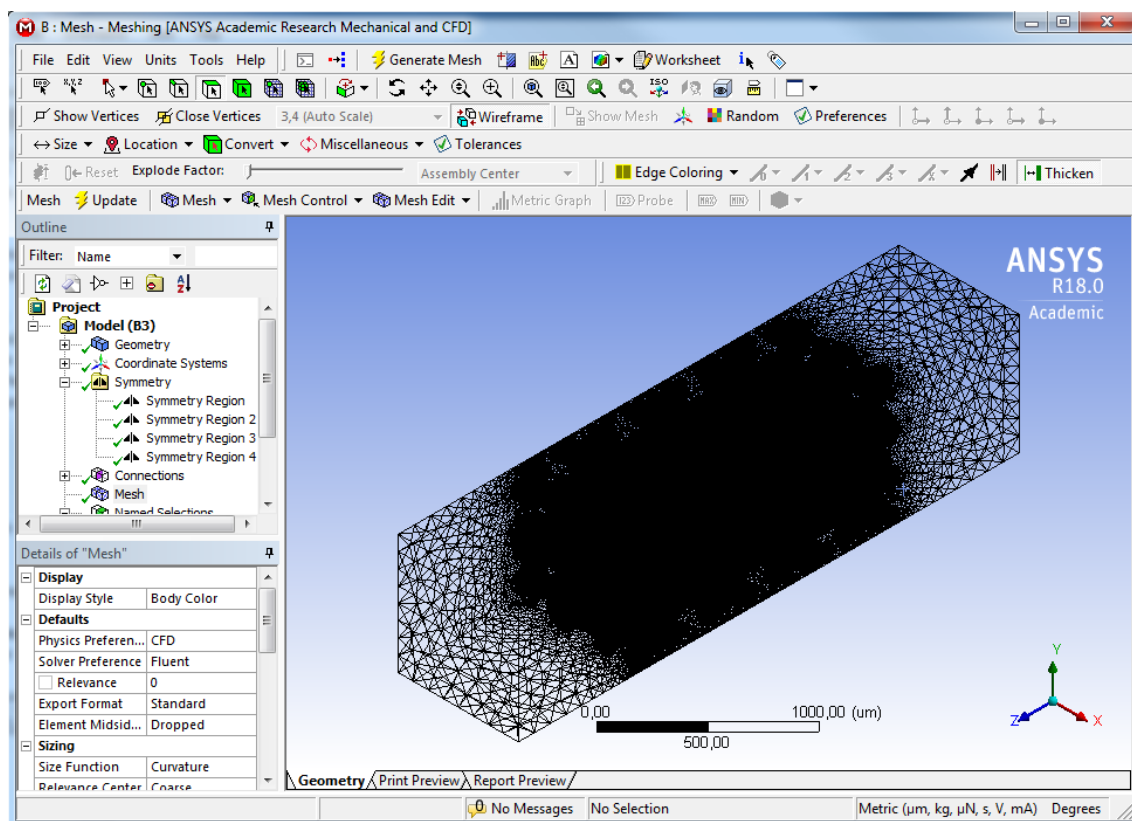 B : Mesh - Meshing [ANSYS Academic Research Mechanical and CFD]
File Edit View Units Tools Help Generate Mesh Abc A Worksheet
X,Y,Z ISO
Show Vertices Close Vertices 3,4 (Auto Scale) Wireframe Show Mesh Random Preferences
Size Location Convert Miscellaneous Tolerances
Reset Explode Factor: Assembly Center Edge Coloring Thicken
Mesh Update Mesh Mesh Control Mesh Edit Metric Graph Probe MAX MIN
Outline
Filter: Name
Project
Model (B3)
Geometry
Coordinate Systems
Symmetry
Symmetry Region
Symmetry Region 2
Symmetry Region 3
Symmetry Region 4
Connections
Mesh
Named Selections
Details of "Mesh"
Display
Display Style Body Color
Defaults
Physics Preferen... CFD
Solver Preference Fluent
Relevance 0
Export Format Standard
Element Midsid... Dropped
Sizing
Size Function Curvature
Relevance Center Coarse
ANSYS
R18.0
Academic
0,00 1000,00 (um)
500,00
Y
Z X
Geometry Print Preview Report Preview
0 No Messages No Selection Metric (µm, kg, µN, s, V, mA) Degrees